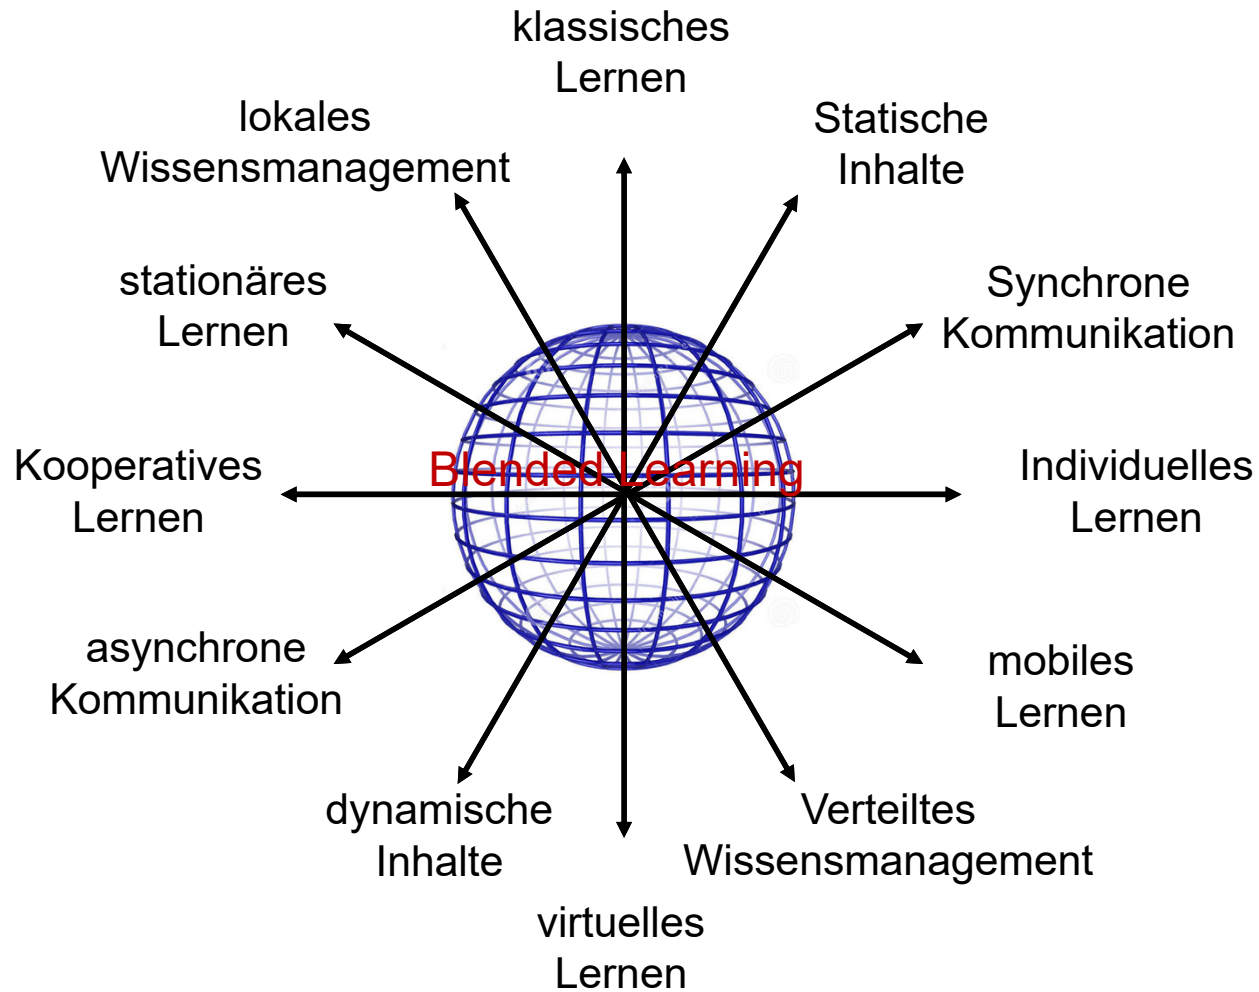 klassisches
Lernen
lokales
Wissensmanagement
Statische
Inhalte
stationäres
Lernen
Synchrone
Kommunikation
Kooperatives
Lernen
Blended Learning
Individuelles
Lernen
asynchrone
Kommunikation
mobiles
Lernen
dynamische
Inhalte
Verteiltes
Wissensmanagement
virtuelles
Lernen